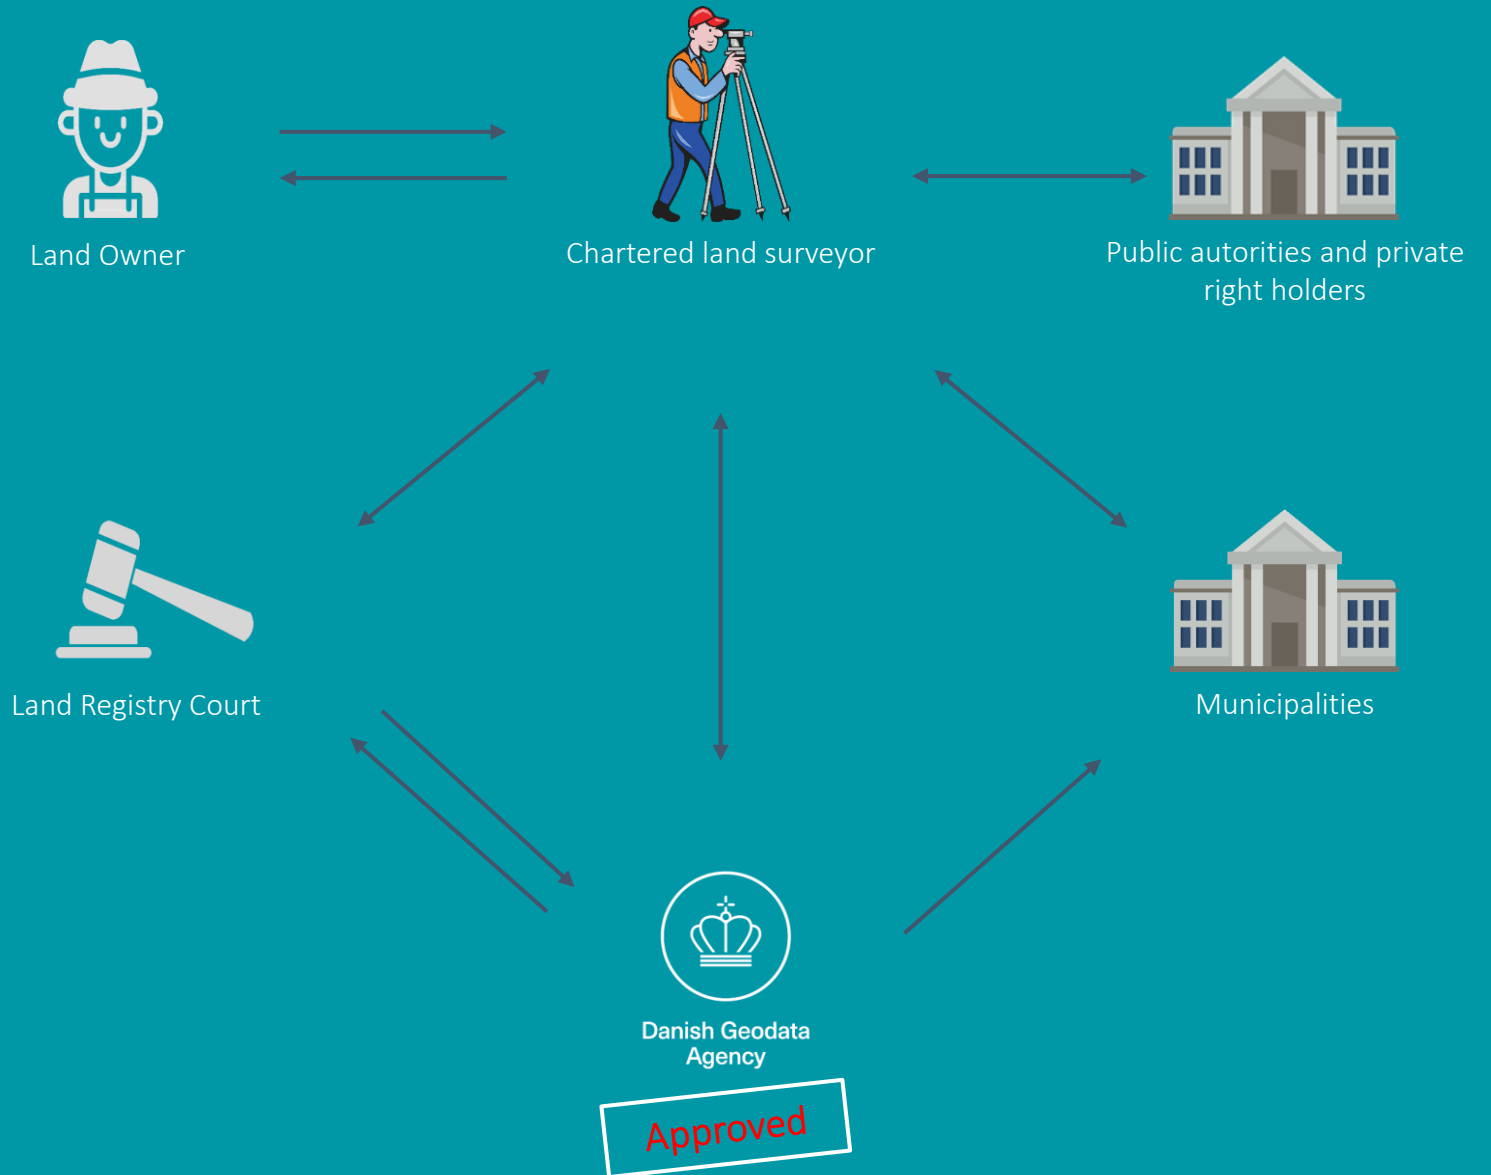 Land Owner
Chartered land surveyor
Public autorities and private
right holders
Land Registry Court
Municipalities
Danish Geodata
Agency
Approved